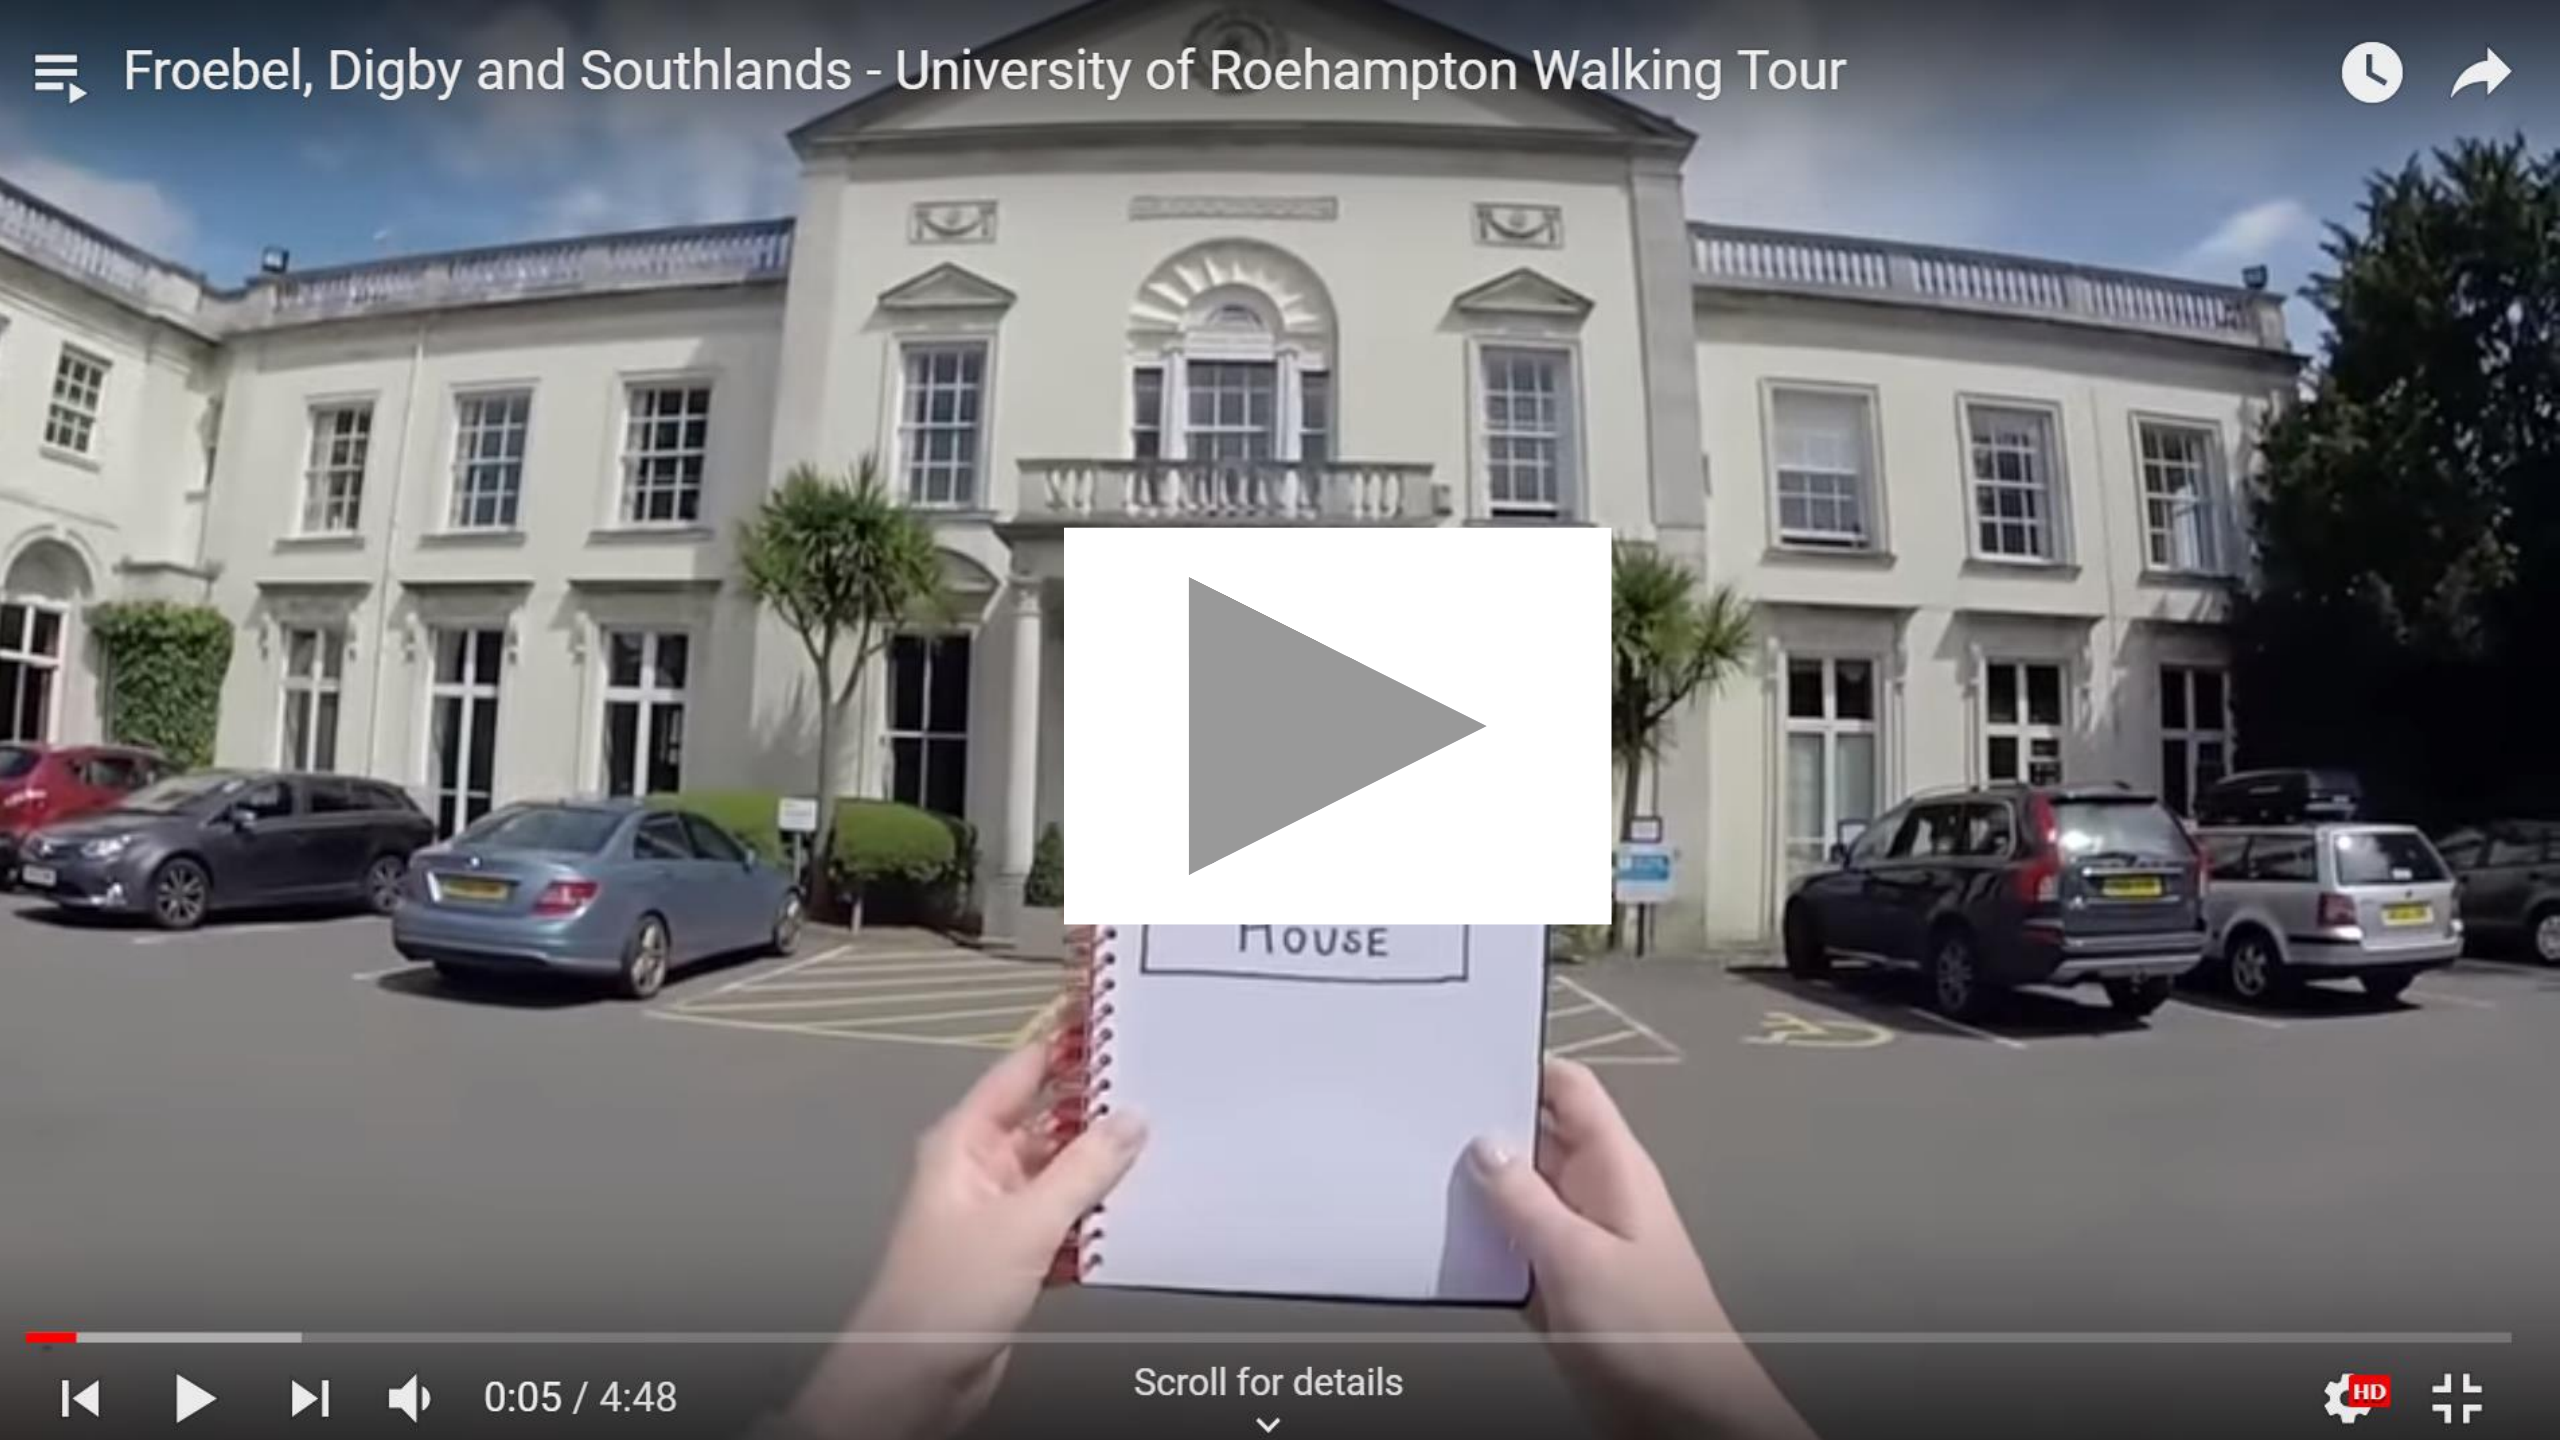 Froebel, Digby and Southlands - University of Roehampton Walking Tour
HOUSE
0:05 / 4:48
Scroll for details
HD